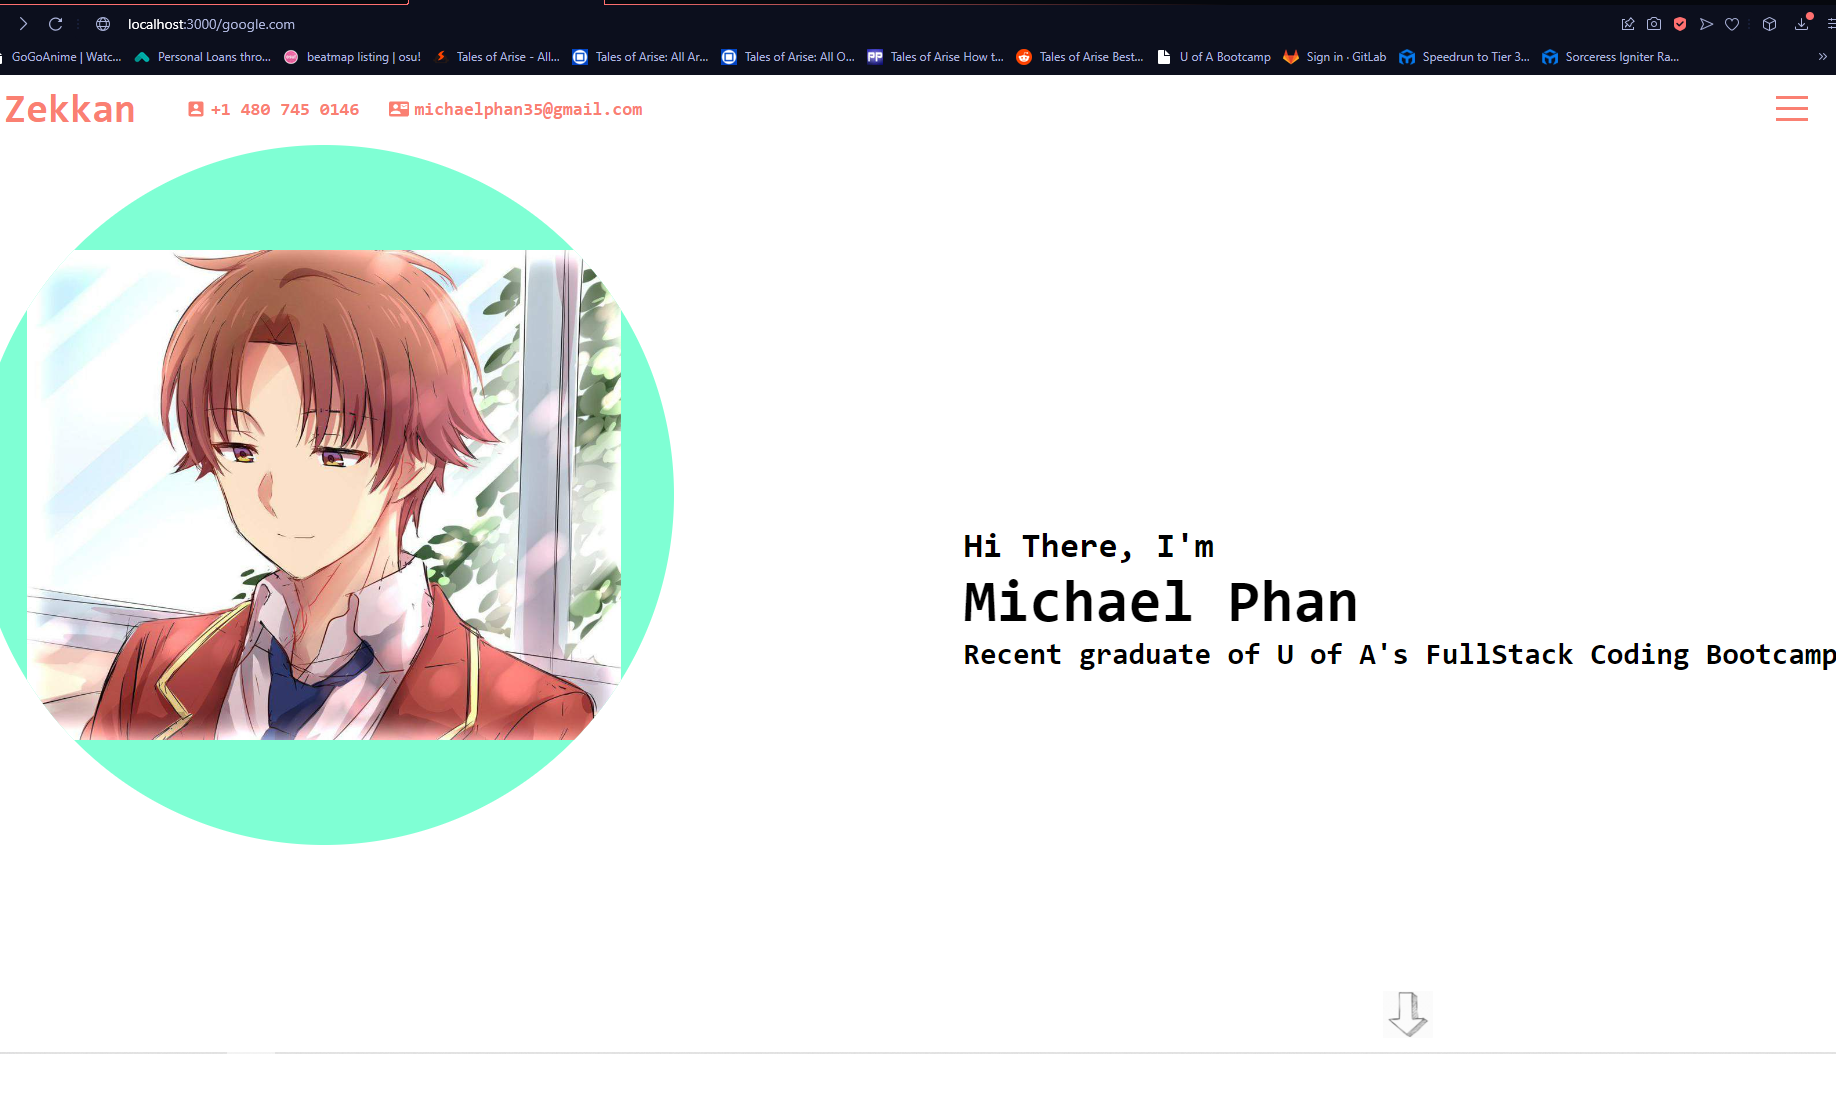 localhost:3000/google.com
GoGoAnime | Watc... Personal Loans thro... beatmap listing | osu! Tales of Arise - All... Tales of Arise: All Ar... Tales of Arise: All O... PP Tales of Arise How t... Tales of Arise Best... U of A Bootcamp Sign in · GitLab Speedrun to Tier 3... Sorceress Igniter Ra... »
Zekkan +1 480 745 0146 michaelphan35@gmail.com
Hi There, I'm
Michael Phan
Recent graduate of U of A's FullStack Coding Bootcamp